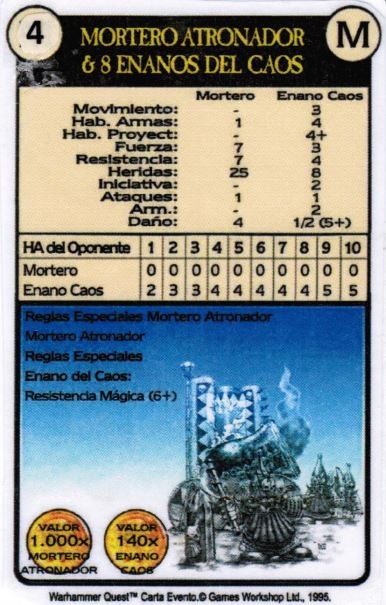 4 MORTERO ATRONADOR M
& 8 ENANOS DEL CAOS
Mortero Enano Caos
Movimiento: - 3
Hab. Armas: 1 4
Hab. Proyect: - 4+
Fuerza: 7 3
Resistencia: 7 4
Heridas: 25 8
Iniciativa: - 2
Ataques: 1 1
Arm.: - 2
Daño: 4 1/2 (5+)
HA del Oponente 1 2 3 4 5 6 7 8 9 10
Mortero 0 0 0 0 0 0 0 0 0 0
Enano Caos 2 3 3 4 4 4 4 4 5 5
Reglas Especiales Mortero Atronador
Mortero Atronador
Reglas Especiales
Enano del Caos:
Resistencia Mágica (6+)
VALOR
1.000x
MORTERO
ATRONADOR
VALOR
140x
ENANO
CAOS
Warhammer Quest™ Carta Evento.© Games Workshop Ltd., 1995.